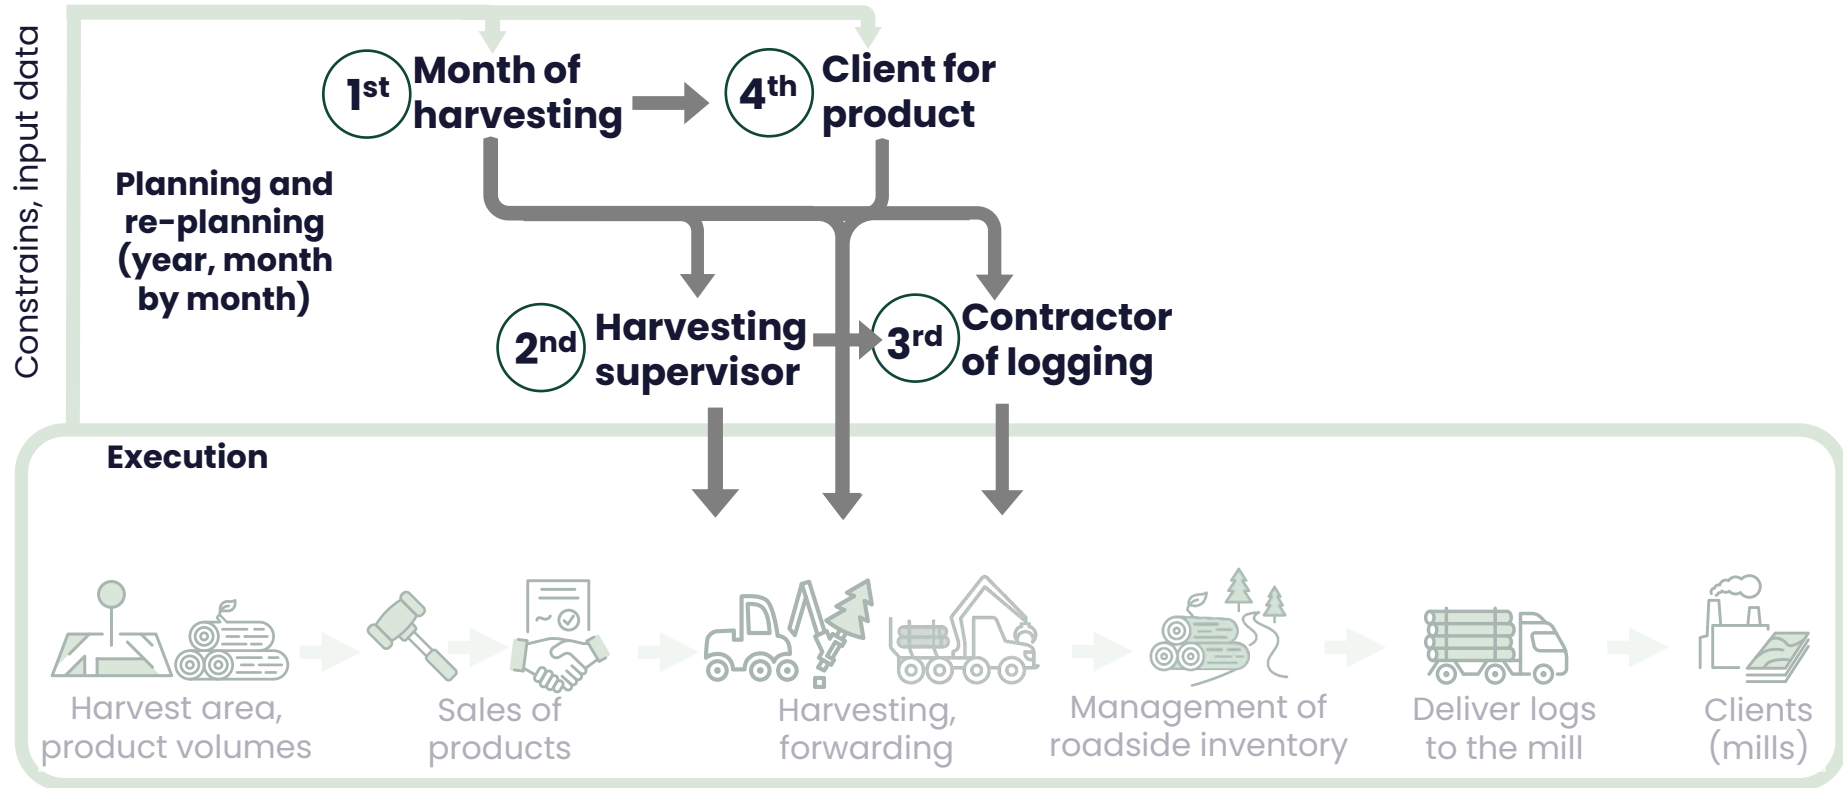 Constrains, input data
1st
Month of
harvesting
4th
Client for
product
Planning and
re-planning
(year, month
by month)
2nd
Harvesting
supervisor
3rd
Contractor
of logging
Execution
Harvest area,
product volumes
Sales of
products
Harvesting,
forwarding
Management of
roadside inventory
Deliver logs
to the mill
Clients
(mills)